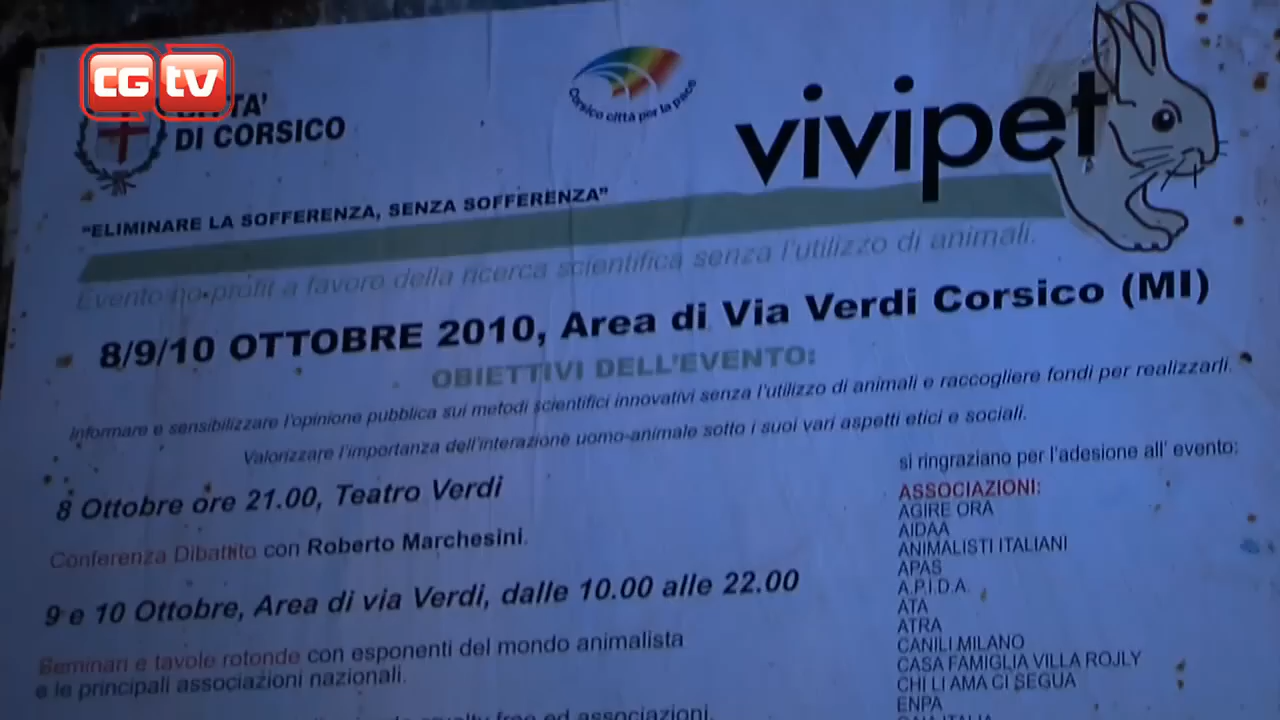 CG tv
TA'
DI CORSICO
Corsico città per la pace
vivipet
"ELIMINARE LA SOFFERENZA, SENZA SOFFERENZA"
Evento no-profit a favore della ricerca scientifica senza l'utilizzo di animali.
8/9/10 OTTOBRE 2010, Area di Via Verdi Corsico (MI)
OBIETTIVI DELL'EVENTO:
Informare e sensibilizzare l'opinione pubblica sui metodi scientifici innovativi senza l'utilizzo di animali e raccogliere fondi per realizzarli.
Valorizzare l'importanza dell'interazione uomo-animale sotto i suoi vari aspetti etici e sociali.
8 Ottobre ore 21.00, Teatro Verdi
Conferenza Dibattito con Roberto Marchesini.
9 e 10 Ottobre, Area di via Verdi, dalle 10.00 alle 22.00
Seminari e tavole rotonde con esponenti del mondo animalista
e le principali associazioni nazionali.
free ed associazioni.
si ringraziano per l'adesione all' evento:
ASSOCIAZIONI:
AGIRE ORA
AIDAA
ANIMALISTI ITALIANI
APAS
A.P.I.D.A.
ATA
ATRA
CANILI MILANO
CASA FAMIGLIA VILLA ROJLY
CHI LI AMA CI SEGUA
ENPA